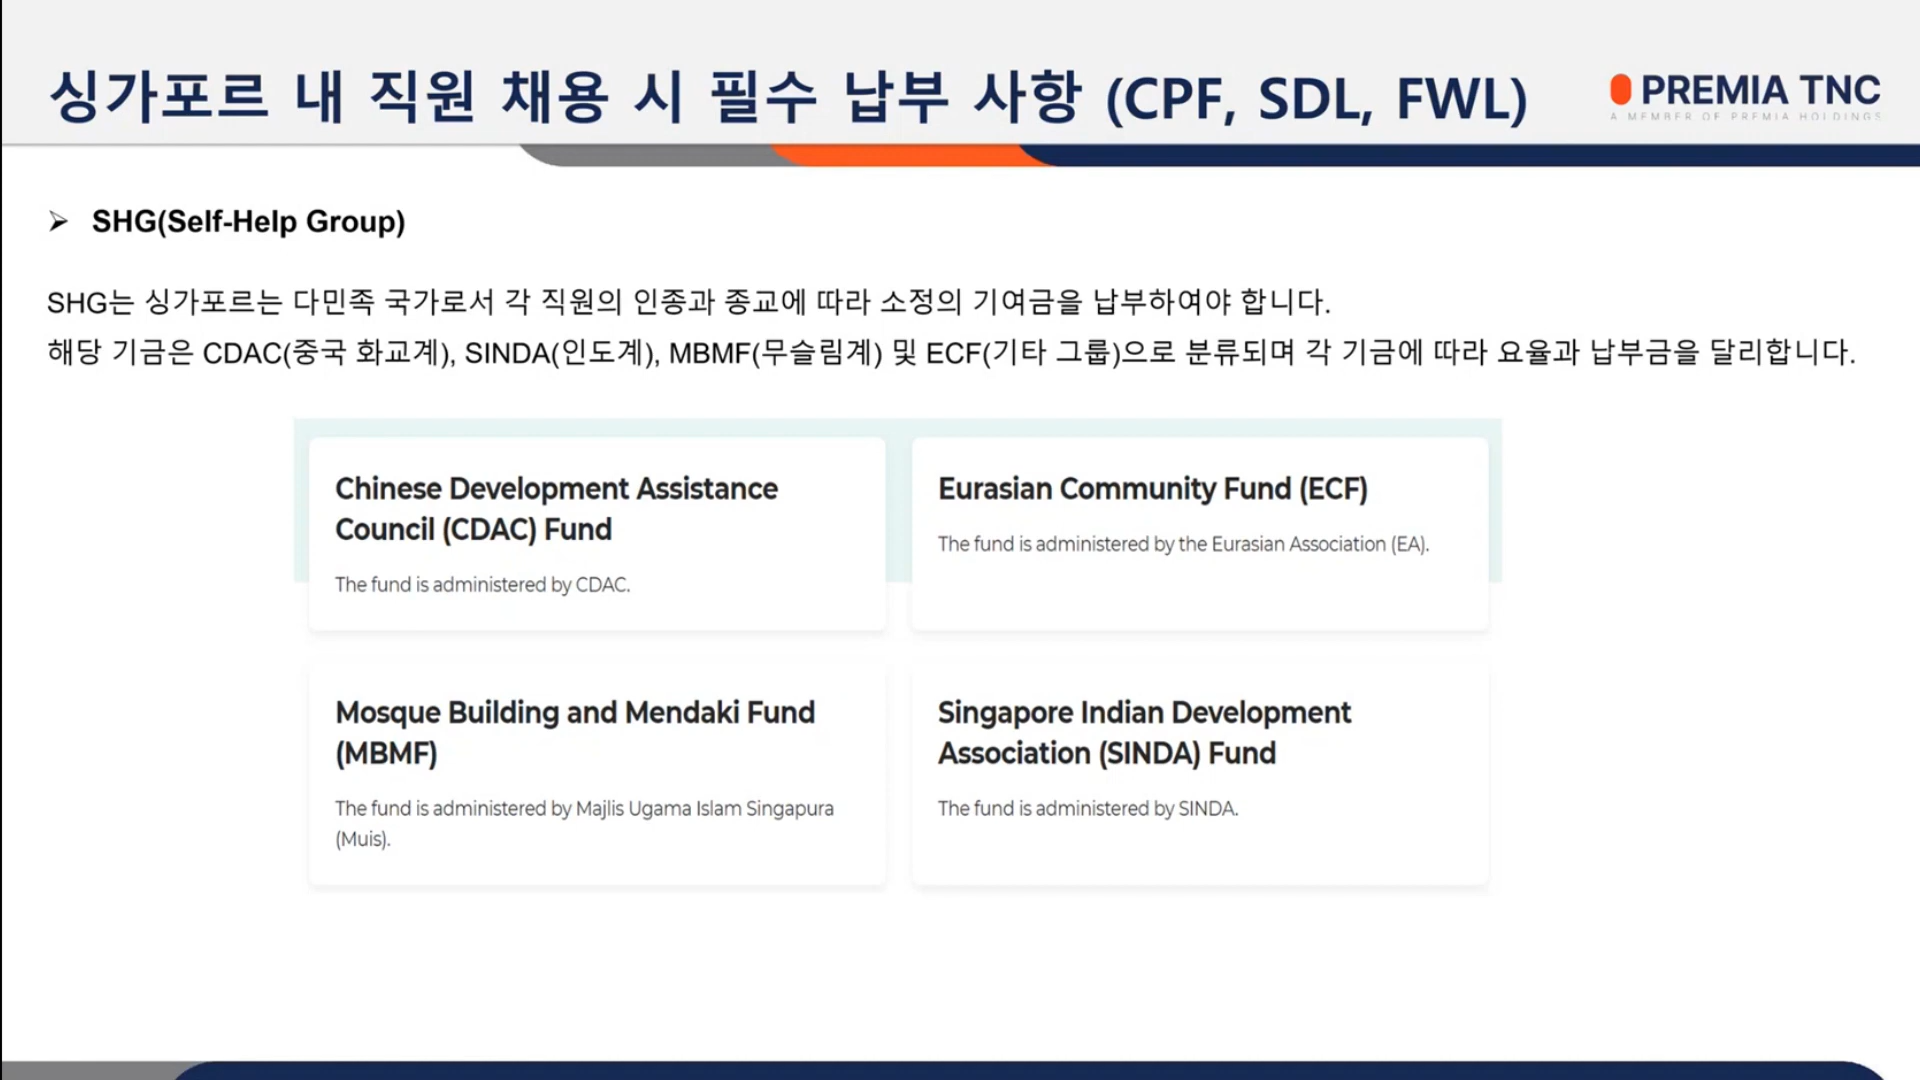 싱가포르 내 직원 채용 시 필수 납부 사항 (CPF, SDL, FWL)
PREMIA TNC
A MEMBER OF PREMIA HOLDINGS
➢ SHG(Self-Help Group)
SHG는 싱가포르는 다민족 국가로서 각 직원의 인종과 종교에 따라 소정의 기여금을 납부하여야 합니다.
해당 기금은 CDAC(중국 화교계), SINDA(인도계), MBMF(무슬림계) 및 ECF(기타 그룹)으로 분류되며 각 기금에 따라 요율과 납부금을 달리합니다.
Chinese Development Assistance
Council (CDAC) Fund
The fund is administered by CDAC.
Eurasian Community Fund (ECF)
The fund is administered by the Eurasian Association (EA).
Mosque Building and Mendaki Fund
(MBMF)
The fund is administered by Majlis Ugama Islam Singapura
(Muis).
Singapore Indian Development
Association (SINDA) Fund
The fund is administered by SINDA.